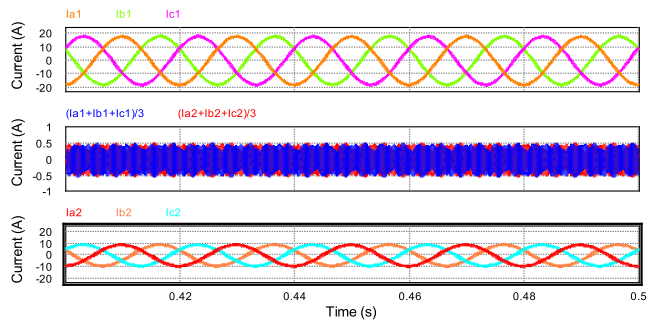 Ia1 Ib1 Ic1
Current (A)
20
10
0
-10
-20
(Ia1+Ib1+Ic1)/3 (Ia2+Ib2+Ic2)/3
Current (A)
1
0.5
0
-0.5
-1
Ia2 Ib2 Ic2
Current (A)
20
10
0
-10
-20
0.42 0.44 0.46 0.48 0.5
Time (s)